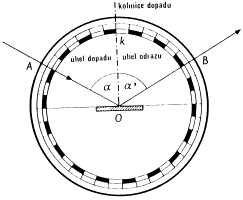 kolmice dopadu
k
úhel dopadu úhel odrazu
A B
α α'
O